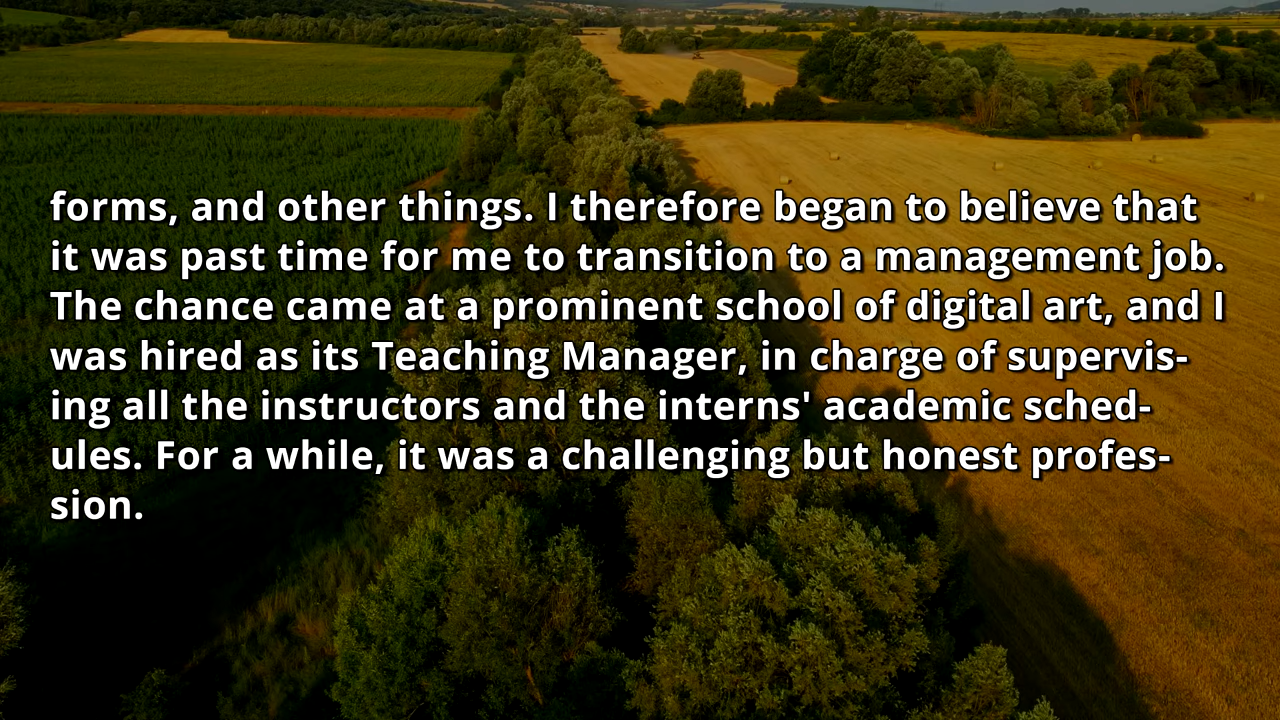 forms, and other things. I therefore began to believe that
it was past time for me to transition to a management job.
The chance came at a prominent school of digital art, and I
was hired as its Teaching Manager, in charge of supervis-
ing all the instructors and the interns' academic sched-
ules. For a while, it was a challenging but honest profes-
sion.